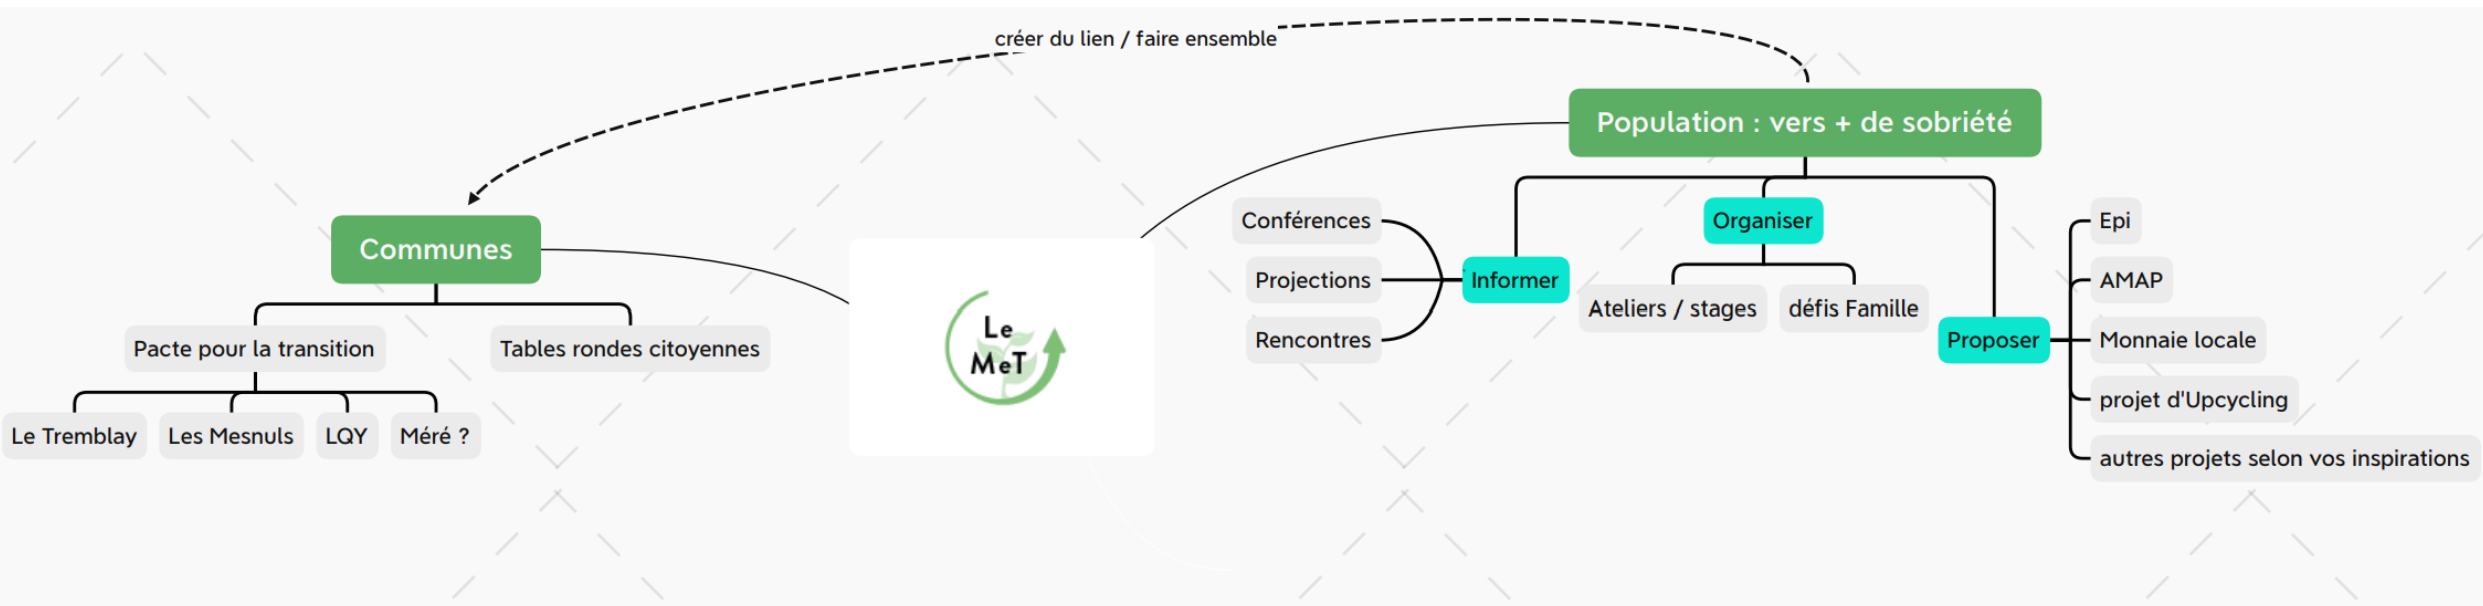 créer du lien / faire ensemble
Population : vers + de sobriété
Communes
Pacte pour la transition
Tables rondes citoyennes
Le Tremblay
Les Mesnuls
LQY
Méré ?
Le
MeT
Informer
Conférences
Projections
Rencontres
Organiser
Ateliers / stages
défis Famille
Proposer
Epi
AMAP
Monnaie locale
projet d'Upcycling
autres projets selon vos inspirations